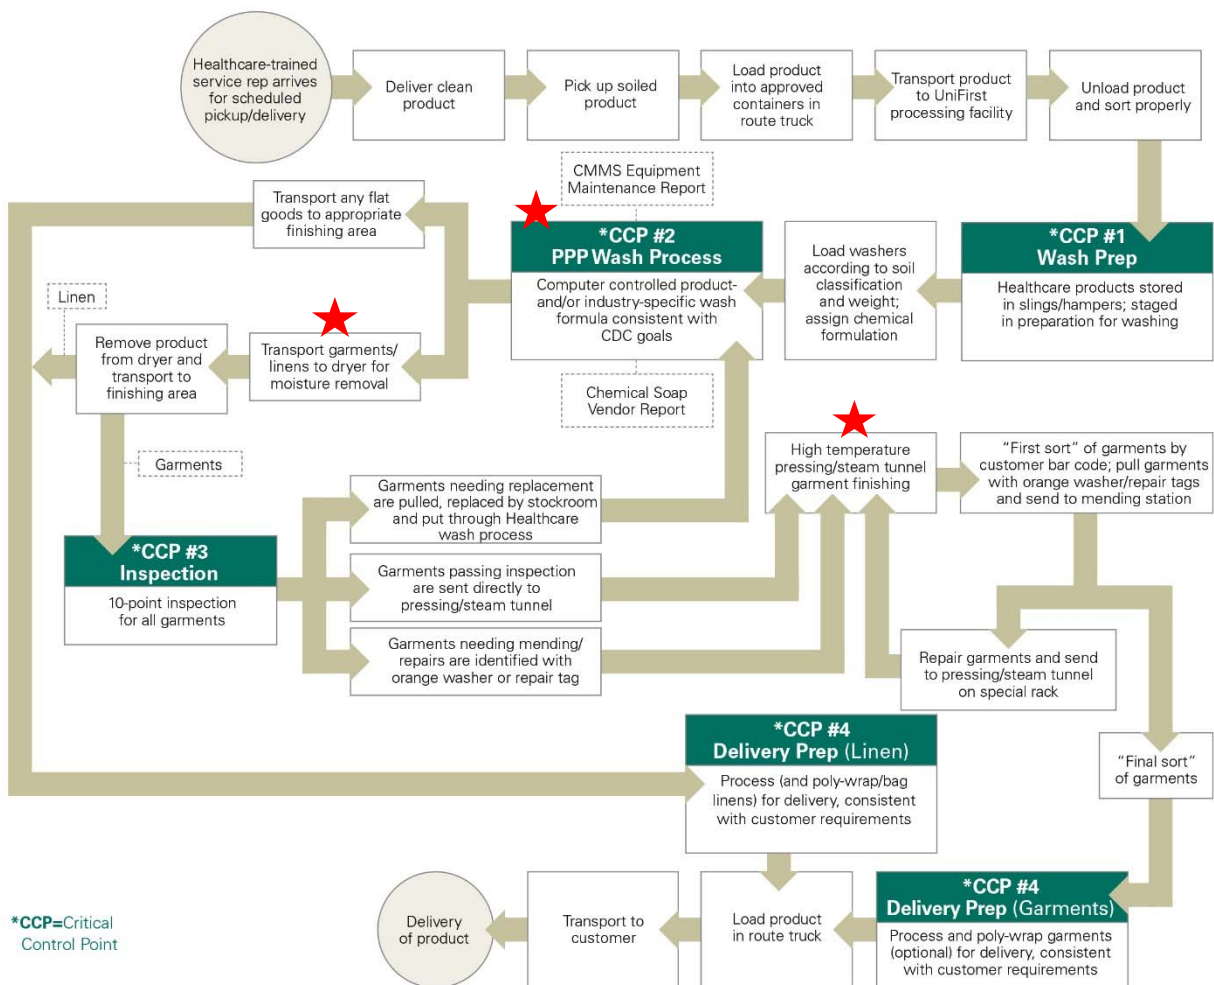 Healthcare-trained
service rep arrives
for scheduled
pickup/delivery
Deliver clean
product
Pick up soiled
product
Load product
into approved
containers in
route truck
Transport product
to UniFirst
processing facility
Unload product
and sort properly
CMMS Equipment
Maintenance Report
Transport any flat
goods to appropriate
finishing area
*CCP #2
PPP Wash Process
Computer controlled product-
and/or industry-specific wash
formula consistent with
CDC goals
Load washers
according to soil
classification
and weight;
assign chemical
formulation
*CCP #1
Wash Prep
Healthcare products stored
in slings/hampers; staged
in preparation for washing
Linen
Remove product
from dryer and
transport to
finishing area
Transport garments/
linens to dryer for
moisture removal
Chemical Soap
Vendor Report
Garments
High temperature
pressing/steam tunnel
garment finishing
“First sort” of garments by
customer bar code; pull garments
with orange washer/repair tags
and send to mending station
Garments needing replacement
are pulled, replaced by stockroom
and put through Healthcare
wash process
*CCP #3
Inspection
10-point inspection
for all garments
Garments passing inspection
are sent directly to
pressing/steam tunnel
Garments needing mending/
repairs are identified with
orange washer or repair tag
Repair garments and send
to pressing/steam tunnel
on special rack
*CCP #4
Delivery Prep (Linen)
Process (and poly-wrap/bag
linens) for delivery, consistent
with customer requirements
“Final sort”
of garments
*CCP=Critical
Control Point
Delivery
of product
Transport to
customer
Load product
in route truck
*CCP #4
Delivery Prep (Garments)
Process and poly-wrap garments
(optional) for delivery, consistent
with customer requirements